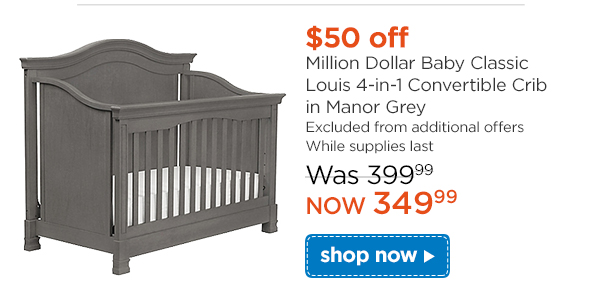 $50 off
Million Dollar Baby Classic
Louis 4-in-1 Convertible Crib
in Manor Grey
Excluded from additional offers
While supplies last
Was 399⁹⁹
NOW 349⁹⁹
shop now ▶